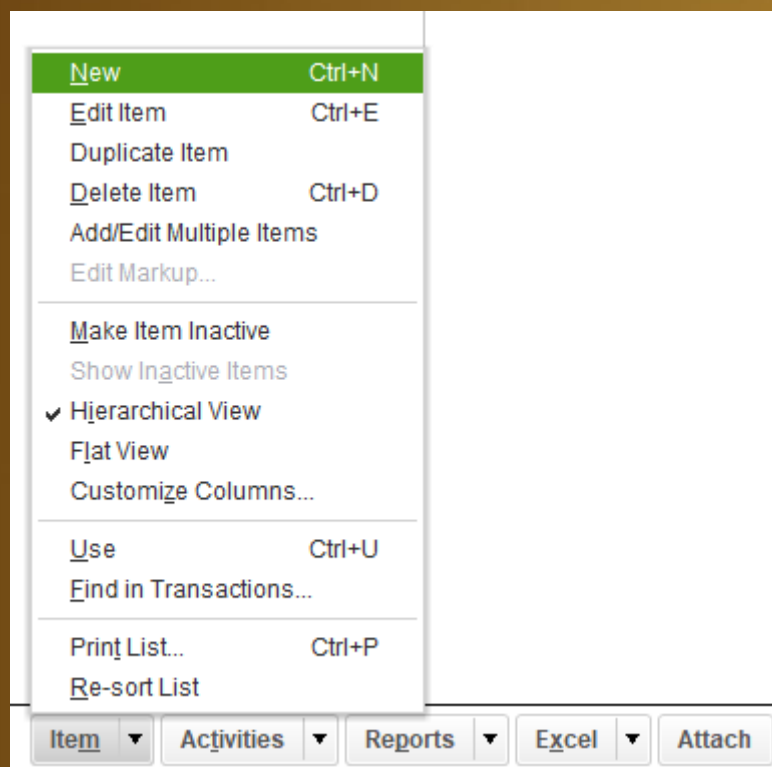 New Ctrl+N
Edit Item Ctrl+E
Duplicate Item
Delete Item Ctrl+D
Add/Edit Multiple Items
Edit Markup...
Make Item Inactive
Show Inactive Items
Hierarchical View
Flat View
Customize Columns...
Use Ctrl+U
Find in Transactions...
Print List... Ctrl+P
Re-sort List
Item Activities Reports Excel Attach